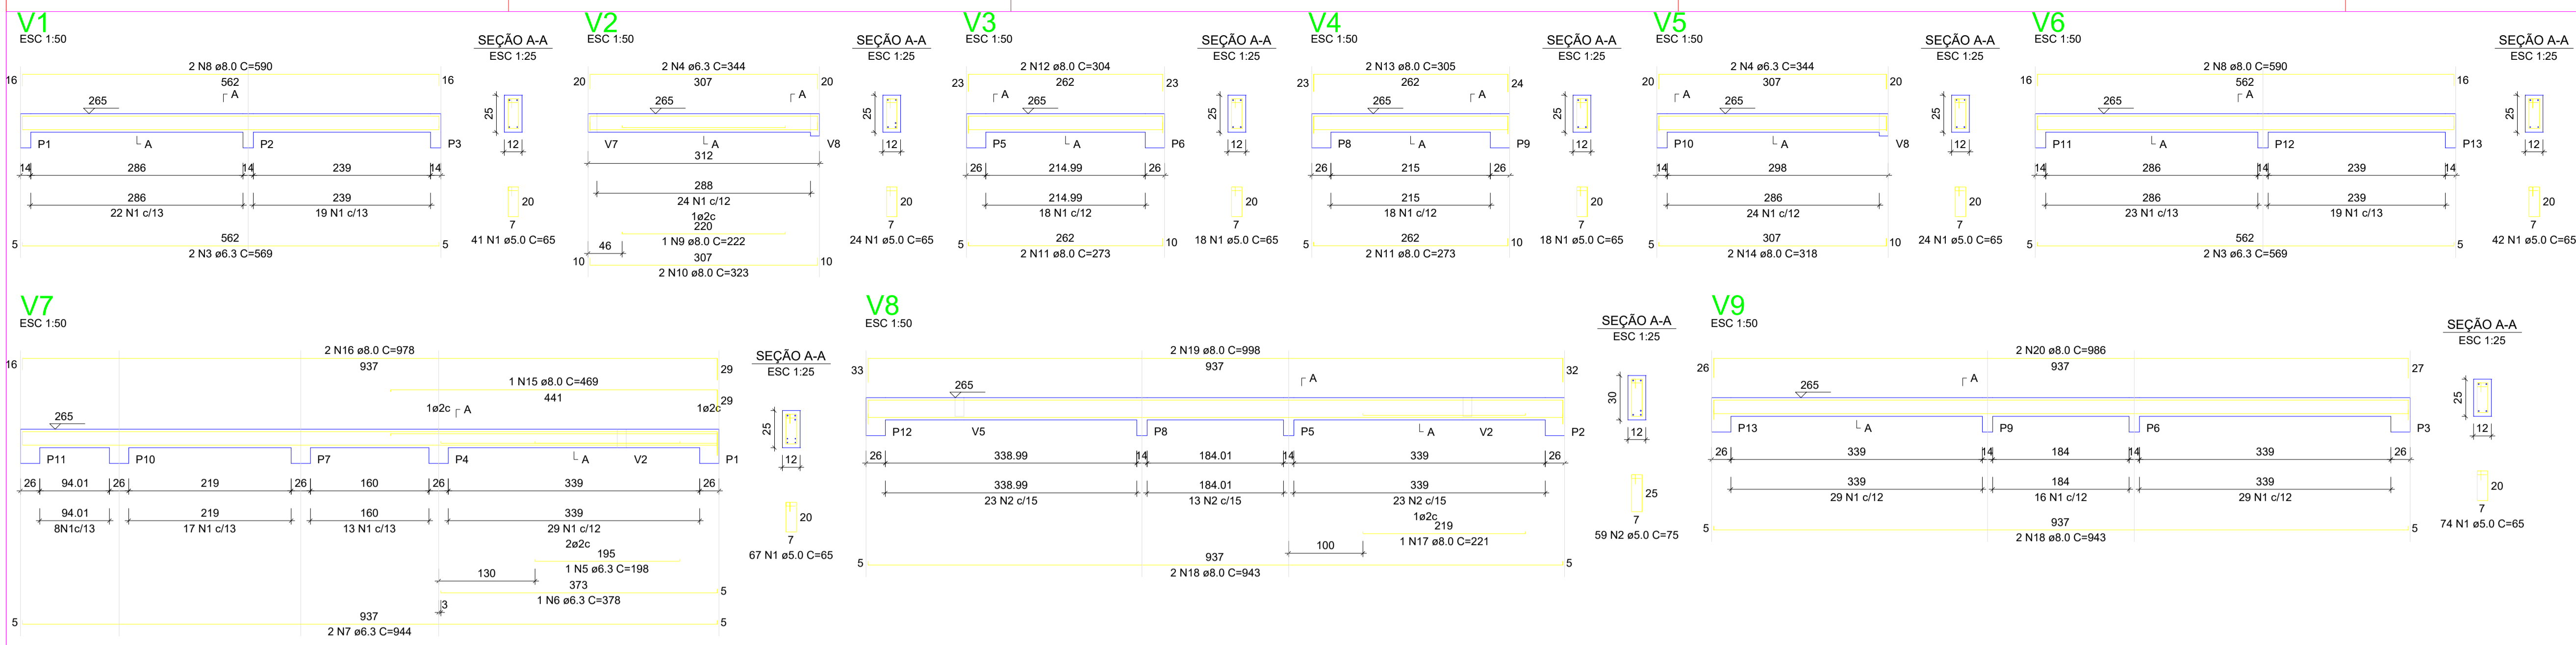 V1
ESC 1:50
SEÇÃO A-A
ESC 1:25
2 N8 ø8.0 C=590
16 562 16
A
265
25
P1 A P2 P3
12
14 286 14 239 14
286 239
22 N1 c/13 19 N1 c/13
20
7
41 N1 ø5.0 C=65
5 562 5
2 N3 ø6.3 C=569
V2
ESC 1:50
SEÇÃO A-A
ESC 1:25
2 N4 ø6.3 C=344
20 307 20
A
265
25
V7 A V8
12
312
288
24 N1 c/12
20
7
24 N1 ø5.0 C=65
1ø2c
220
46 1 N9 ø8.0 C=222
10 307 10
2 N10 ø8.0 C=323
V3
ESC 1:50
SEÇÃO A-A
ESC 1:25
2 N12 ø8.0 C=304
23 262 23
A
265
25
P5 A P6
12
26 214.99 26
214.99
18 N1 c/12
20
7
18 N1 ø5.0 C=65
5 262 10
2 N11 ø8.0 C=273
V4
ESC 1:50
SEÇÃO A-A
ESC 1:25
2 N13 ø8.0 C=305
23 262 24
A
265
25
P8 A P9
12
26 215 26
215
18 N1 c/12
20
7
18 N1 ø5.0 C=65
5 262 10
2 N11 ø8.0 C=273
V5
ESC 1:50
SEÇÃO A-A
ESC 1:25
2 N4 ø6.3 C=344
20 307 20
A
265
25
P10 A V8
12
14 298
286
24 N1 c/12
20
7
24 N1 ø5.0 C=65
5 307 10
2 N14 ø8.0 C=318
V6
ESC 1:50
SEÇÃO A-A
ESC 1:25
2 N8 ø8.0 C=590
16 562 16
A
265
25
P11 A P12 P13
12
14 286 14 239 14
286 239
23 N1 c/13 19 N1 c/13
20
7
42 N1 ø5.0 C=65
5 562 5
2 N3 ø6.3 C=569
V7
ESC 1:50
SEÇÃO A-A
ESC 1:25
2 N16 ø8.0 C=978
16 937 29
1 N15 ø8.0 C=469
441 29
1ø2c A 1ø2c
265
25
P11 P10 P7 P4 A V2 P1
12
26 94.01 26 219 26 160 26 339 26
94.01 219 160 339
8N1c/13 17 N1 c/13 13 N1 c/13 29 N1 c/12
20
7
67 N1 ø5.0 C=65
2ø2c
195
130 1 N5 ø6.3 C=198
373 5
1 N6 ø6.3 C=378
3
5 937 5
2 N7 ø6.3 C=944
V8
ESC 1:50
SEÇÃO A-A
ESC 1:25
2 N19 ø8.0 C=998
33 937 32
A
265
30
P12 V5 P8 P5 A V2 P2
12
26 338.99 14 184.01 14 339 26
338.99 184.01 339
23 N2 c/15 13 N2 c/15 23 N2 c/15
25
7
59 N2 ø5.0 C=75
1ø2c
219
100 1 N17 ø8.0 C=221
5 937 5
2 N18 ø8.0 C=943
V9
ESC 1:50
SEÇÃO A-A
ESC 1:25
2 N20 ø8.0 C=986
26 937 27
A
265
25
P13 A P9 P6 P3
12
26 339 14 184 14 339 26
339 184 339
29 N1 c/12 16 N1 c/12 29 N1 c/12
20
7
74 N1 ø5.0 C=65
5 937 5
2 N18 ø8.0 C=943